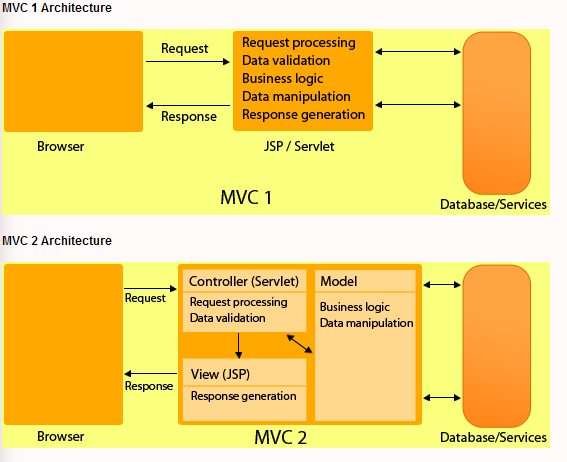 MVC 1 Architecture
Request
Request processing
Data validation
Business logic
Data manipulation
Response generation
Response
Browser
JSP / Servlet
MVC 1
Database/Services
MVC 2 Architecture
Request
Controller (Servlet)
Request processing
Data validation
Model
Business logic
Data manipulation
View (JSP)
Response generation
Response
Browser
MVC 2
Database/Services